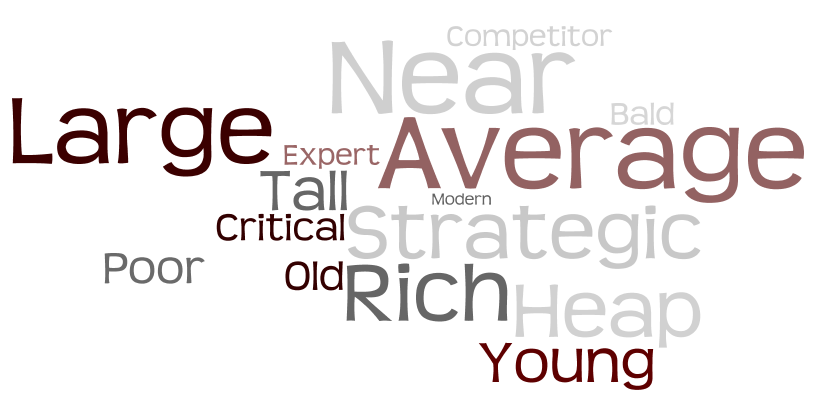 Competitor
Near
Large
Bald
Average
Expert
Tall
Modern
Critical
Strategic
Poor
Old
Rich
Heap
Young